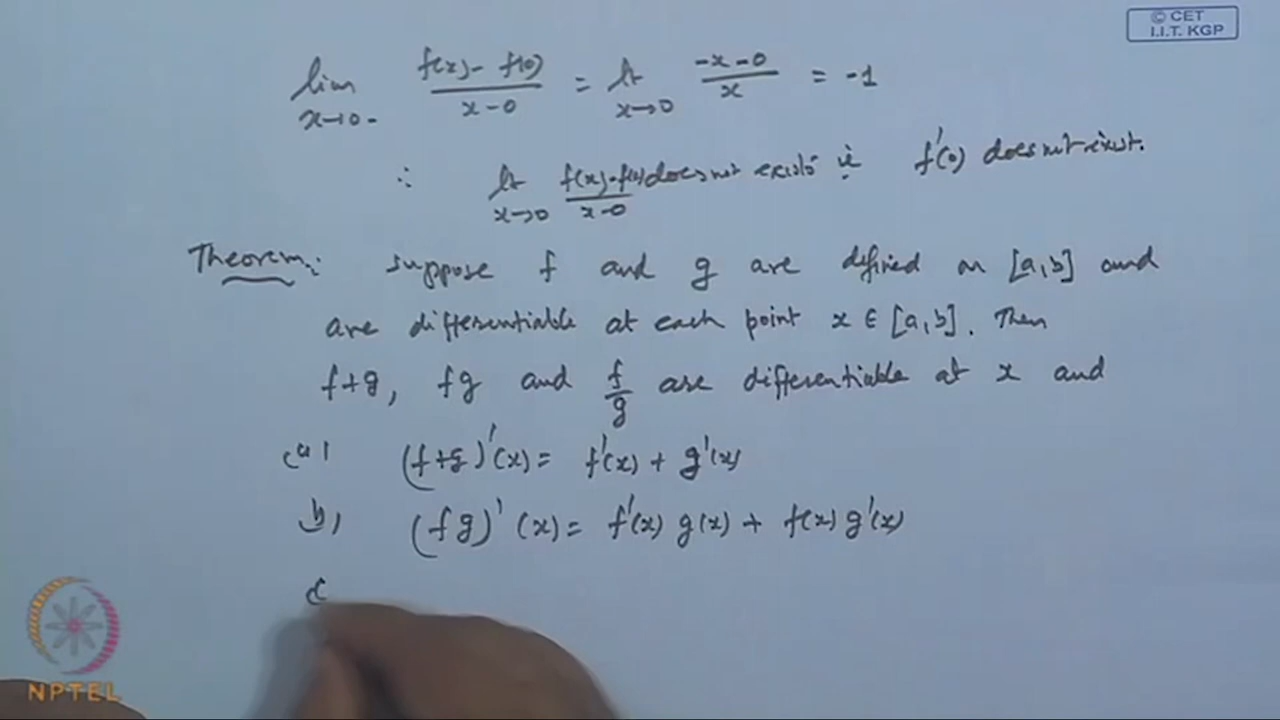 © CET
I.I.T. KGP
lim x→0- f(x)-f(0) / x-0 = lt x→0 -x-0 / x = -1
∴ lt x→0 f(x)-f(0) / x-0 does not exists ie f'(0) does not exist.
Theorem: suppose f and g are defined on [a,b] and
are differentiable at each point x ∈ [a,b]. Then
f+g, fg and f/g are differentiable at x and
(a) (f+g)'(x) = f'(x) + g'(x)
(b) (fg)'(x) = f'(x) g(x) + f(x) g'(x)
(c
NPTEL